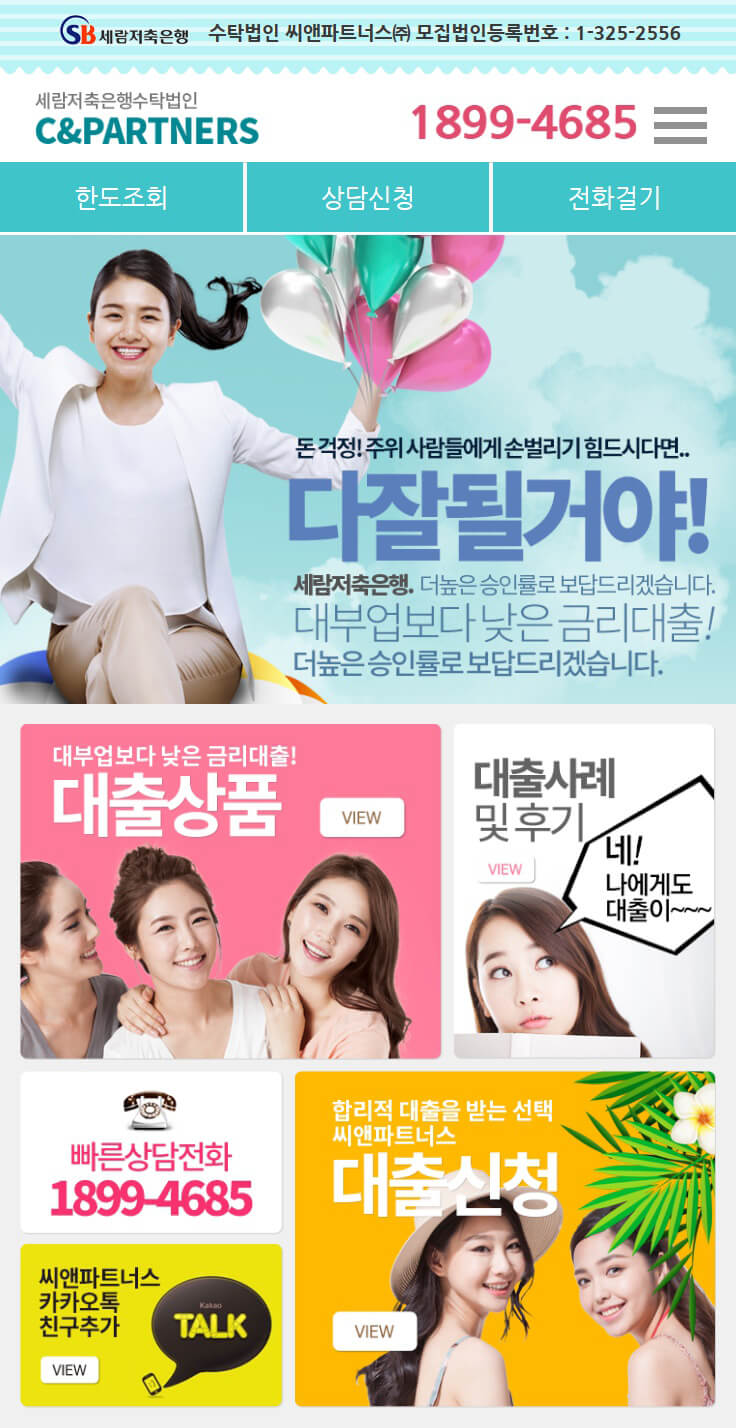 SB 세람저축은행 수탁법인 씨앤파트너스㈜ 모집법인등록번호 : 1-325-2556
세람저축은행수탁법인
C&PARTNERS
1899-4685
한도조회 상담신청 전화걸기
돈 걱정! 주위 사람들에게 손벌리기 힘드시다면..
다잘될거야!
세람저축은행. 더높은 승인률로 보답드리겠습니다.
대부업보다 낮은 금리대출!
더높은 승인률로 보답드리겠습니다.
대부업보다 낮은 금리대출!
대출상품
VIEW
대출사례
및 후기
VIEW
네!
나에게도
대출이~~~
빠른상담전화
1899-4685
합리적 대출을 받는 선택
씨앤파트너스
대출신청
VIEW
씨앤파트너스
카카오톡
친구추가
VIEW
Kakao
TALK